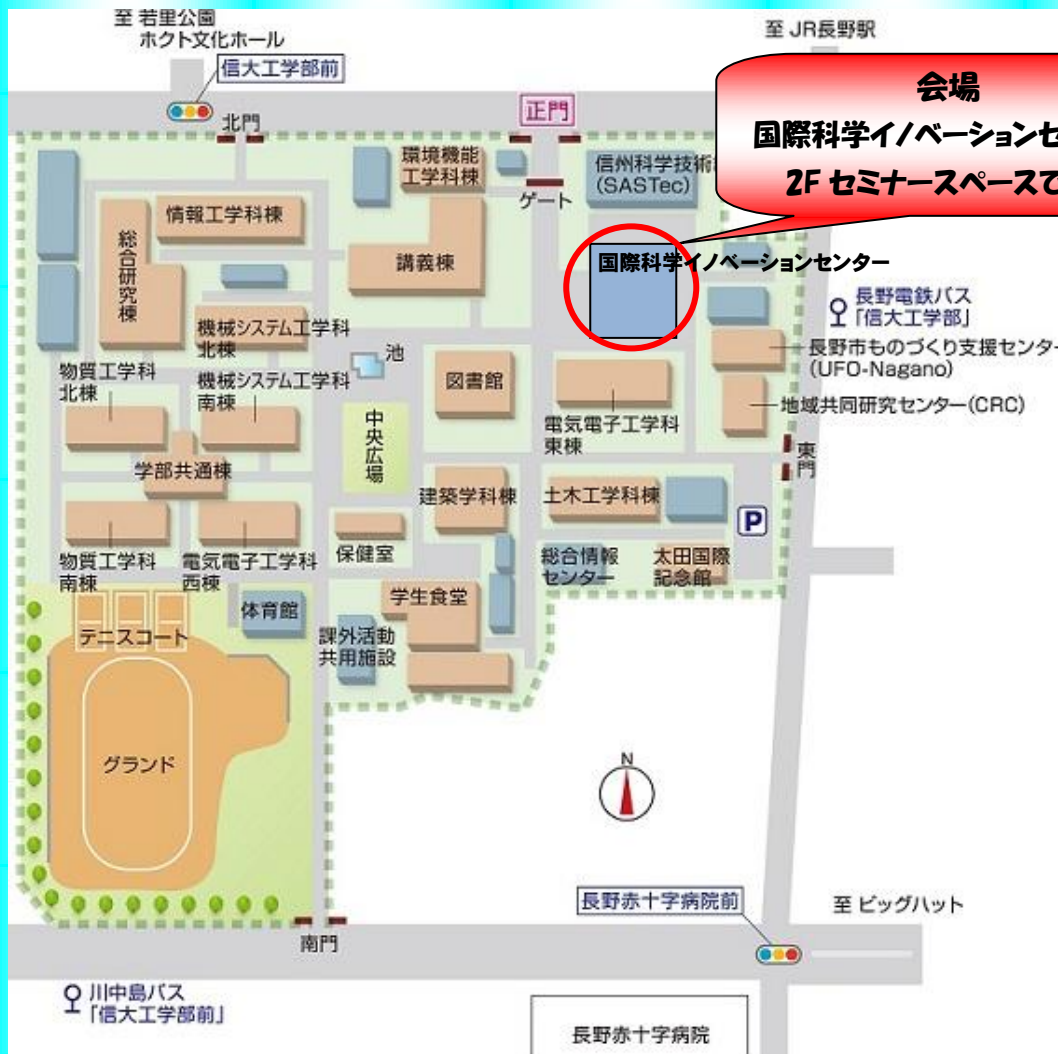 至 若里公園
ホクト文化ホール
至 JR長野駅
信大工学部前
正門
北門
会場
国際科学イノベーションセ
2F セミナースペースで
環境機能
工学科棟
信州科学技術
(SASTec)
ゲート
情報工学科棟
総合研究棟
講義棟
国際科学イノベーションセンター
長野電鉄バス
「信大工学部」
機械システム工学科
北棟
池
長野市ものづくり支援センター
(UFO-Nagano)
物質工学科
北棟
機械システム工学科
南棟
図書館
地域共同研究センター(CRC)
中央広場
電気電子工学科
東棟
東門
学部共通棟
建築学科棟
土木工学科棟
P
物質工学科
南棟
電気電子工学科
西棟
保健室
総合情報
センター
太田国際
記念館
体育館
学生食堂
テニスコート
課外活動
共用施設
グランド
N
長野赤十字病院前
至 ビッグハット
南門
川中島バス
「信大工学部前」
長野赤十字病院